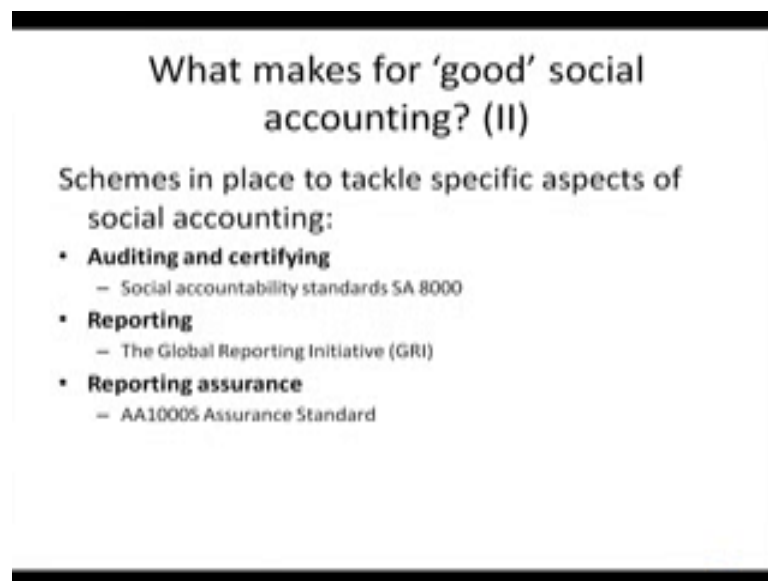 What makes for ‘good’ social
accounting? (II)
Schemes in place to tackle specific aspects of
social accounting:
• Auditing and certifying
– Social accountability standards SA 8000
• Reporting
– The Global Reporting Initiative (GRI)
• Reporting assurance
– AA1000S Assurance Standard